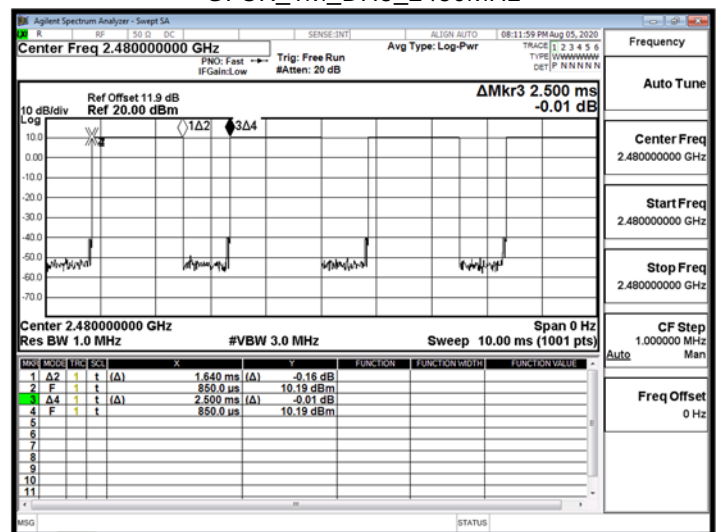 Agilent Spectrum Analyzer - Swept SA
R RF 50 Ω DC SENSE:INT ALIGN AUTO 08:11:59 PM Aug 05, 2020
Center Freq 2.480000000 GHz
PNO: Fast
IFGain:Low
Trig: Free Run
#Atten: 20 dB
Avg Type: Log-Pwr
TRACE 1 2 3 4 5 6
TYPE WWWWWW
DET P N N N N N
Ref Offset 11.9 dB
10 dB/div Ref 20.00 dBm
ΔMkr3 2.500 ms
-0.01 dB
Log
10.0
0.00
-10.0
-20.0
-30.0
-40.0
-50.0
-60.0
-70.0
1Δ2
3Δ4
Center 2.480000000 GHz Span 0 Hz
Res BW 1.0 MHz #VBW 3.0 MHz Sweep 10.00 ms (1001 pts)
MKR MODE TRC SCL X Y FUNCTION FUNCTION WIDTH FUNCTION VALUE
1 Δ2 1 t (Δ) 1.640 ms (Δ) -0.16 dB
2 F 1 t 850.0 µs 10.19 dBm
3 Δ4 1 t (Δ) 2.500 ms (Δ) -0.01 dB
4 F 1 t 850.0 µs 10.19 dBm
5
6
7
8
9
10
11
MSG STATUS
Frequency
Auto Tune
Center Freq
2.480000000 GHz
Start Freq
2.480000000 GHz
Stop Freq
2.480000000 GHz
CF Step
1.000000 MHz
Auto Man
Freq Offset
0 Hz